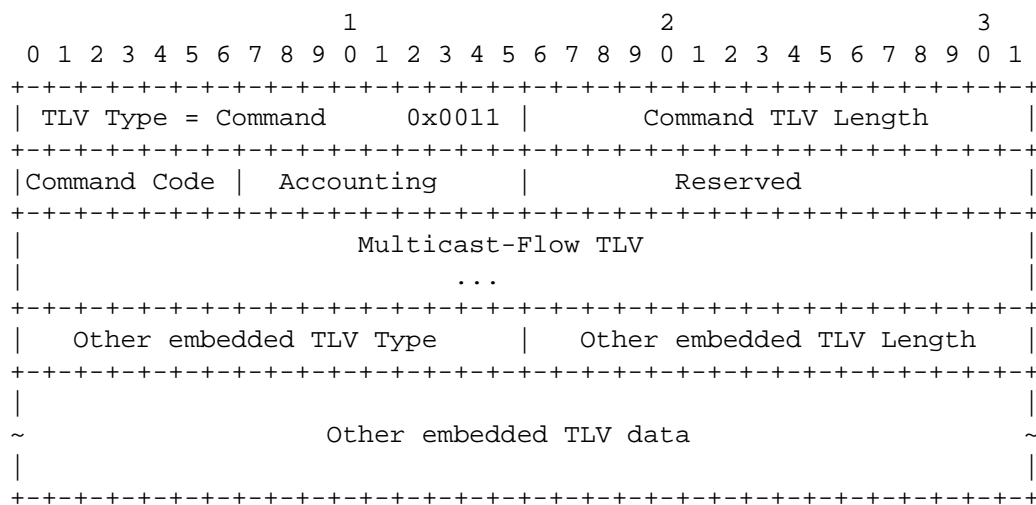 1                   2                   3
 0 1 2 3 4 5 6 7 8 9 0 1 2 3 4 5 6 7 8 9 0 1 2 3 4 5 6 7 8 9 0 1
+-+-+-+-+-+-+-+-+-+-+-+-+-+-+-+-+-+-+-+-+-+-+-+-+-+-+-+-+-+-+-+-+
| TLV Type = Command     0x0011 |       Command TLV Length      |
+-+-+-+-+-+-+-+-+-+-+-+-+-+-+-+-+-+-+-+-+-+-+-+-+-+-+-+-+-+-+-+-+
|Command Code |  Accounting     |         Reserved              |
+-+-+-+-+-+-+-+-+-+-+-+-+-+-+-+-+-+-+-+-+-+-+-+-+-+-+-+-+-+-+-+-+
|                     Multicast-Flow TLV                        |
|                           ...                                 |
+-+-+-+-+-+-+-+-+-+-+-+-+-+-+-+-+-+-+-+-+-+-+-+-+-+-+-+-+-+-+-+-+
|   Other embedded TLV Type     |   Other embedded TLV Length   |
+-+-+-+-+-+-+-+-+-+-+-+-+-+-+-+-+-+-+-+-+-+-+-+-+-+-+-+-+-+-+-+-+
|                                                               |
~                   Other embedded TLV data                     ~
|                                                               |
+-+-+-+-+-+-+-+-+-+-+-+-+-+-+-+-+-+-+-+-+-+-+-+-+-+-+-+-+-+-+-+-+